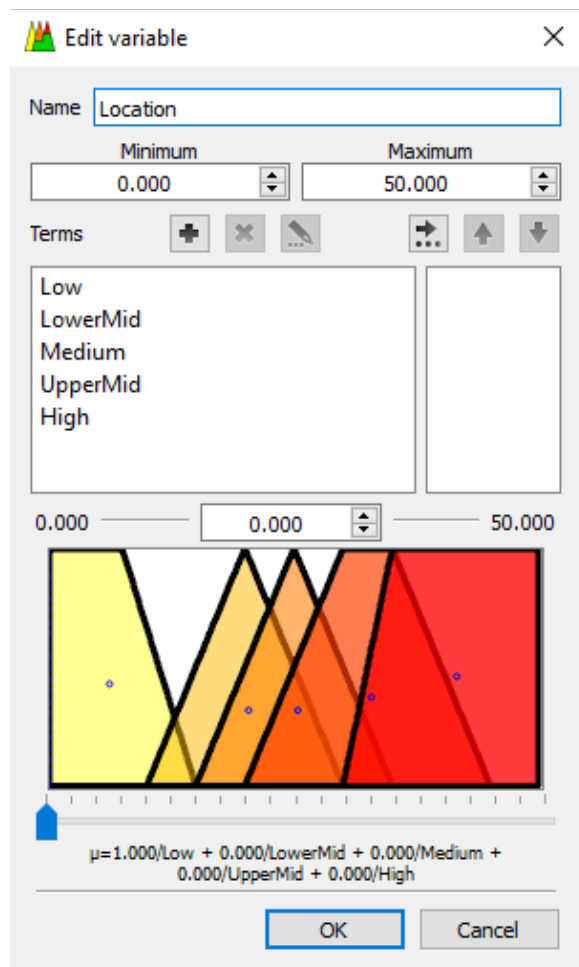 Edit variable
Name Location
Minimum Maximum
0.000 50.000
Terms
Low
LowerMid
Medium
UpperMid
High
0.000 0.000 50.000
µ=1.000/Low + 0.000/LowerMid + 0.000/Medium +
0.000/UpperMid + 0.000/High
OK Cancel